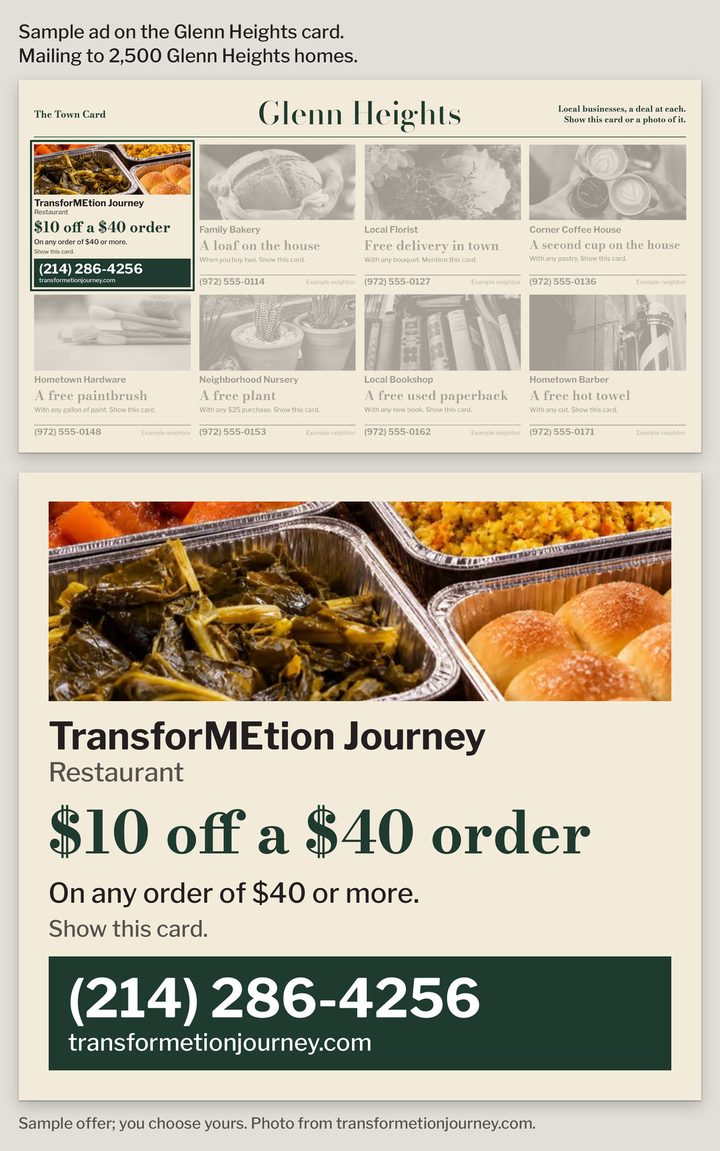 Sample ad on the Glenn Heights card.
Mailing to 2,500 Glenn Heights homes.
The Town Card
Glenn Heights
Local businesses, a deal at each.
Show this card or a photo of it.
TransforMEtion Journey
Restaurant
$10 off a $40 order
On any order of $40 or more.
Show this card.
(214) 286-4256
transformetionjourney.com
Family Bakery
A loaf on the house
When you buy two. Show this card.
(972) 555-0114
Example neighbor
Local Florist
Free delivery in town
With any bouquet. Mention this card.
(972) 555-0127
Example neighbor
Corner Coffee House
A second cup on the house
With any pastry. Show this card.
(972) 555-0136
Example neighbor
Hometown Hardware
A free paintbrush
With any gallon of paint. Show this card.
(972) 555-0148
Example neighbor
Neighborhood Nursery
A free plant
With any $25 purchase. Show this card.
(972) 555-0153
Example neighbor
Local Bookshop
A free used paperback
With any new book. Show this card.
(972) 555-0162
Example neighbor
Hometown Barber
A free hot towel
With any cut. Show this card.
(972) 555-0171
Example neighbor
TransforMEtion Journey
Restaurant
$10 off a $40 order
On any order of $40 or more.
Show this card.
(214) 286-4256
transformetionjourney.com
Sample offer; you choose yours. Photo from transformetionjourney.com.